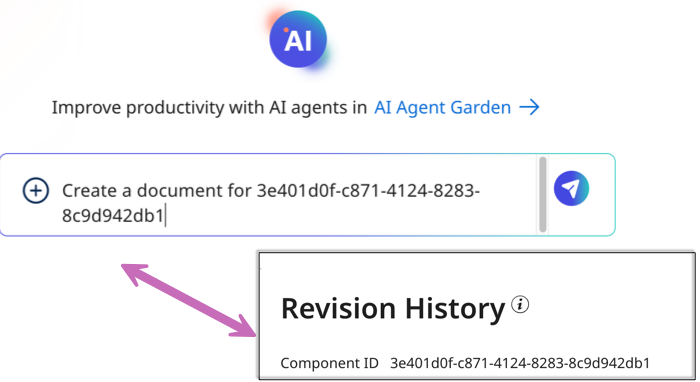 AI
Improve productivity with AI agents in AI Agent Garden →
Create a document for 3e401d0f-c871-4124-8283-
8c9d942db1
Revision History
Component ID 3e401d0f-c871-4124-8283-8c9d942db1